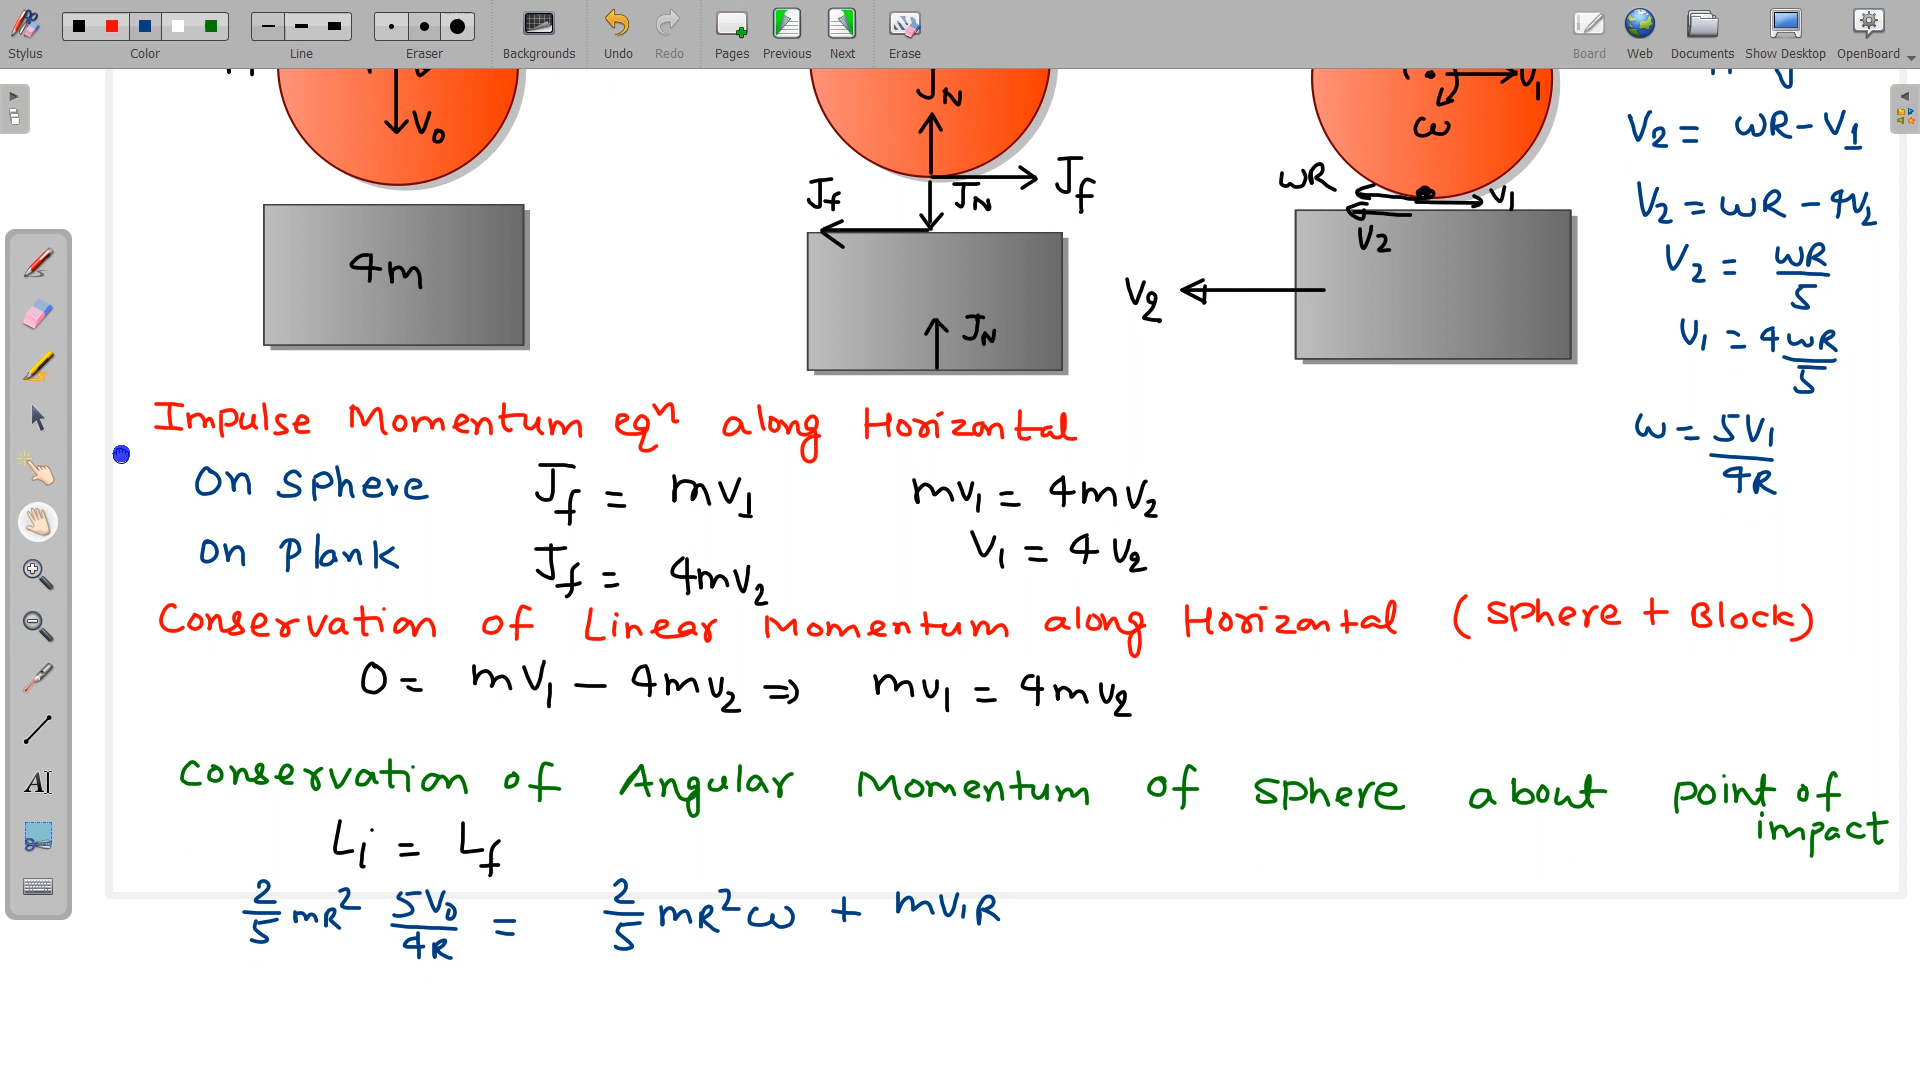 Stylus Color Line Eraser Backgrounds Undo Redo Pages Previous Next Erase Board Web Documents Show Desktop OpenBoard
V₀
4m
J_N
J_f J_N J_f
J_N
V₁
ω
ωR V₁
V₂
V₂
V₂ = ωR − V₁
V₂ = ωR − 4V₂
V₂ = ωR/5
V₁ = 4ωR/5
ω = 5V₁/4R
Impulse Momentum eqⁿ along Horizontal
On sphere J_f = mV₁ mV₁ = 4mV₂
On plank J_f = 4mV₂ V₁ = 4V₂
Conservation of Linear Momentum along Horizontal (Sphere + Block)
0 = mV₁ − 4mV₂ ⇒ mV₁ = 4mV₂
Conservation of Angular Momentum of sphere about point of
impact
L_i = L_f
2/5 mR² 5V₀/4R = 2/5 mR²ω + mV₁R